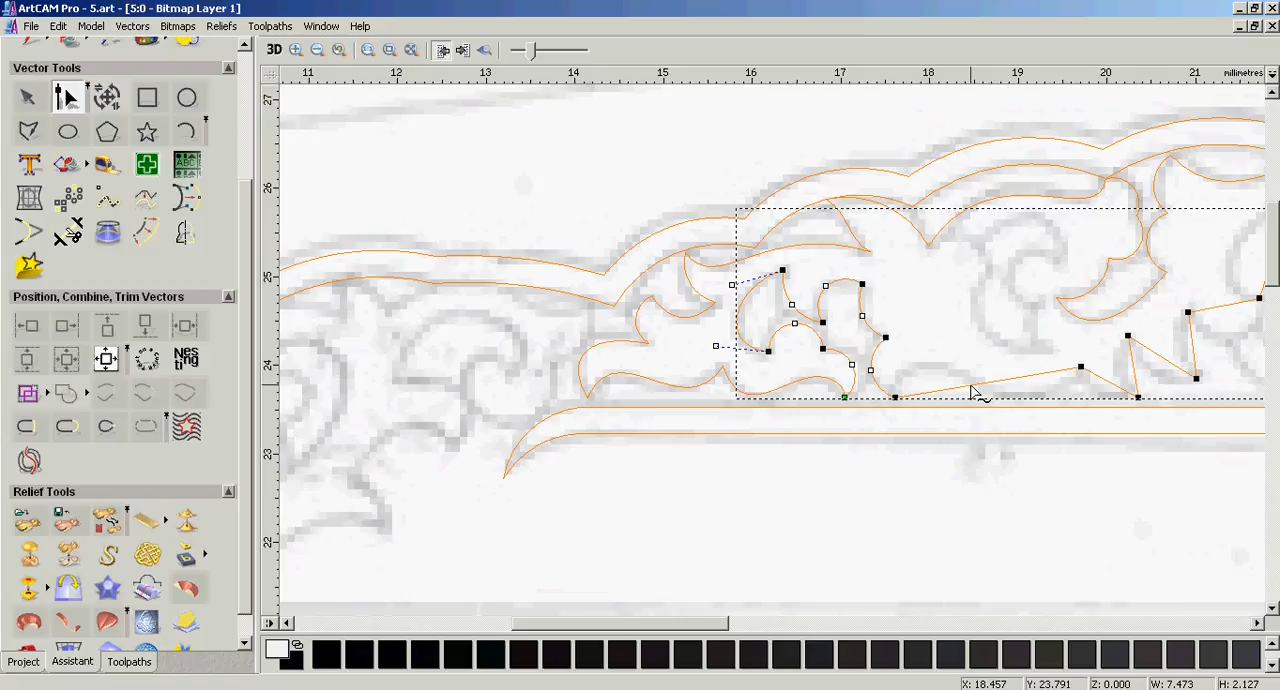 ArtCAM Pro - 5.art - [5:0 - Bitmap Layer 1]
File Edit Model Vectors Bitmaps Reliefs Toolpaths Window Help
3D
Vector Tools
11 12 13 14 15 16 17 18 19 20 21 millimetres
27
26
25
24
23
22
T
ABC
Position, Combine, Trim Vectors
Nes
ting
Relief Tools
S
Project Assistant Toolpaths
X: 18.457 Y: 23.791 Z: 0.000 W: 7.473 H: 2.127